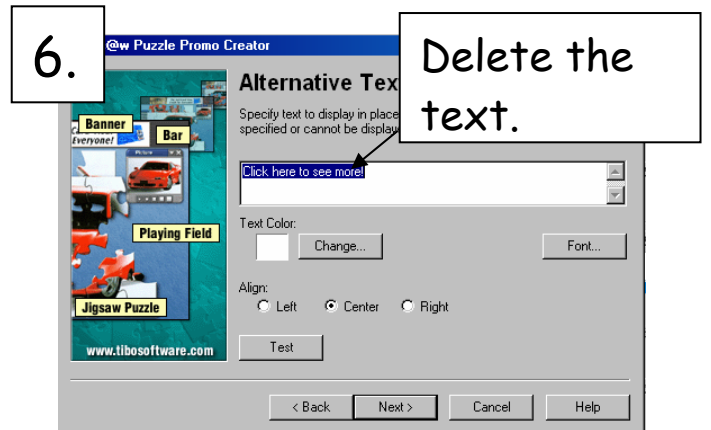 6.
@w Puzzle Promo Creator
Delete the
text.
Alternative Tex
Specify text to display in place
specified or cannot be
Click here to see more!
Text Color:
Change...
Font...
Align:
Left
Center
Right
Test
Banner
Bar
Everyone!
Picture
Playing Field
Jigsaw Puzzle
www.tibosoftware.com
< Back
Next >
Cancel
Help